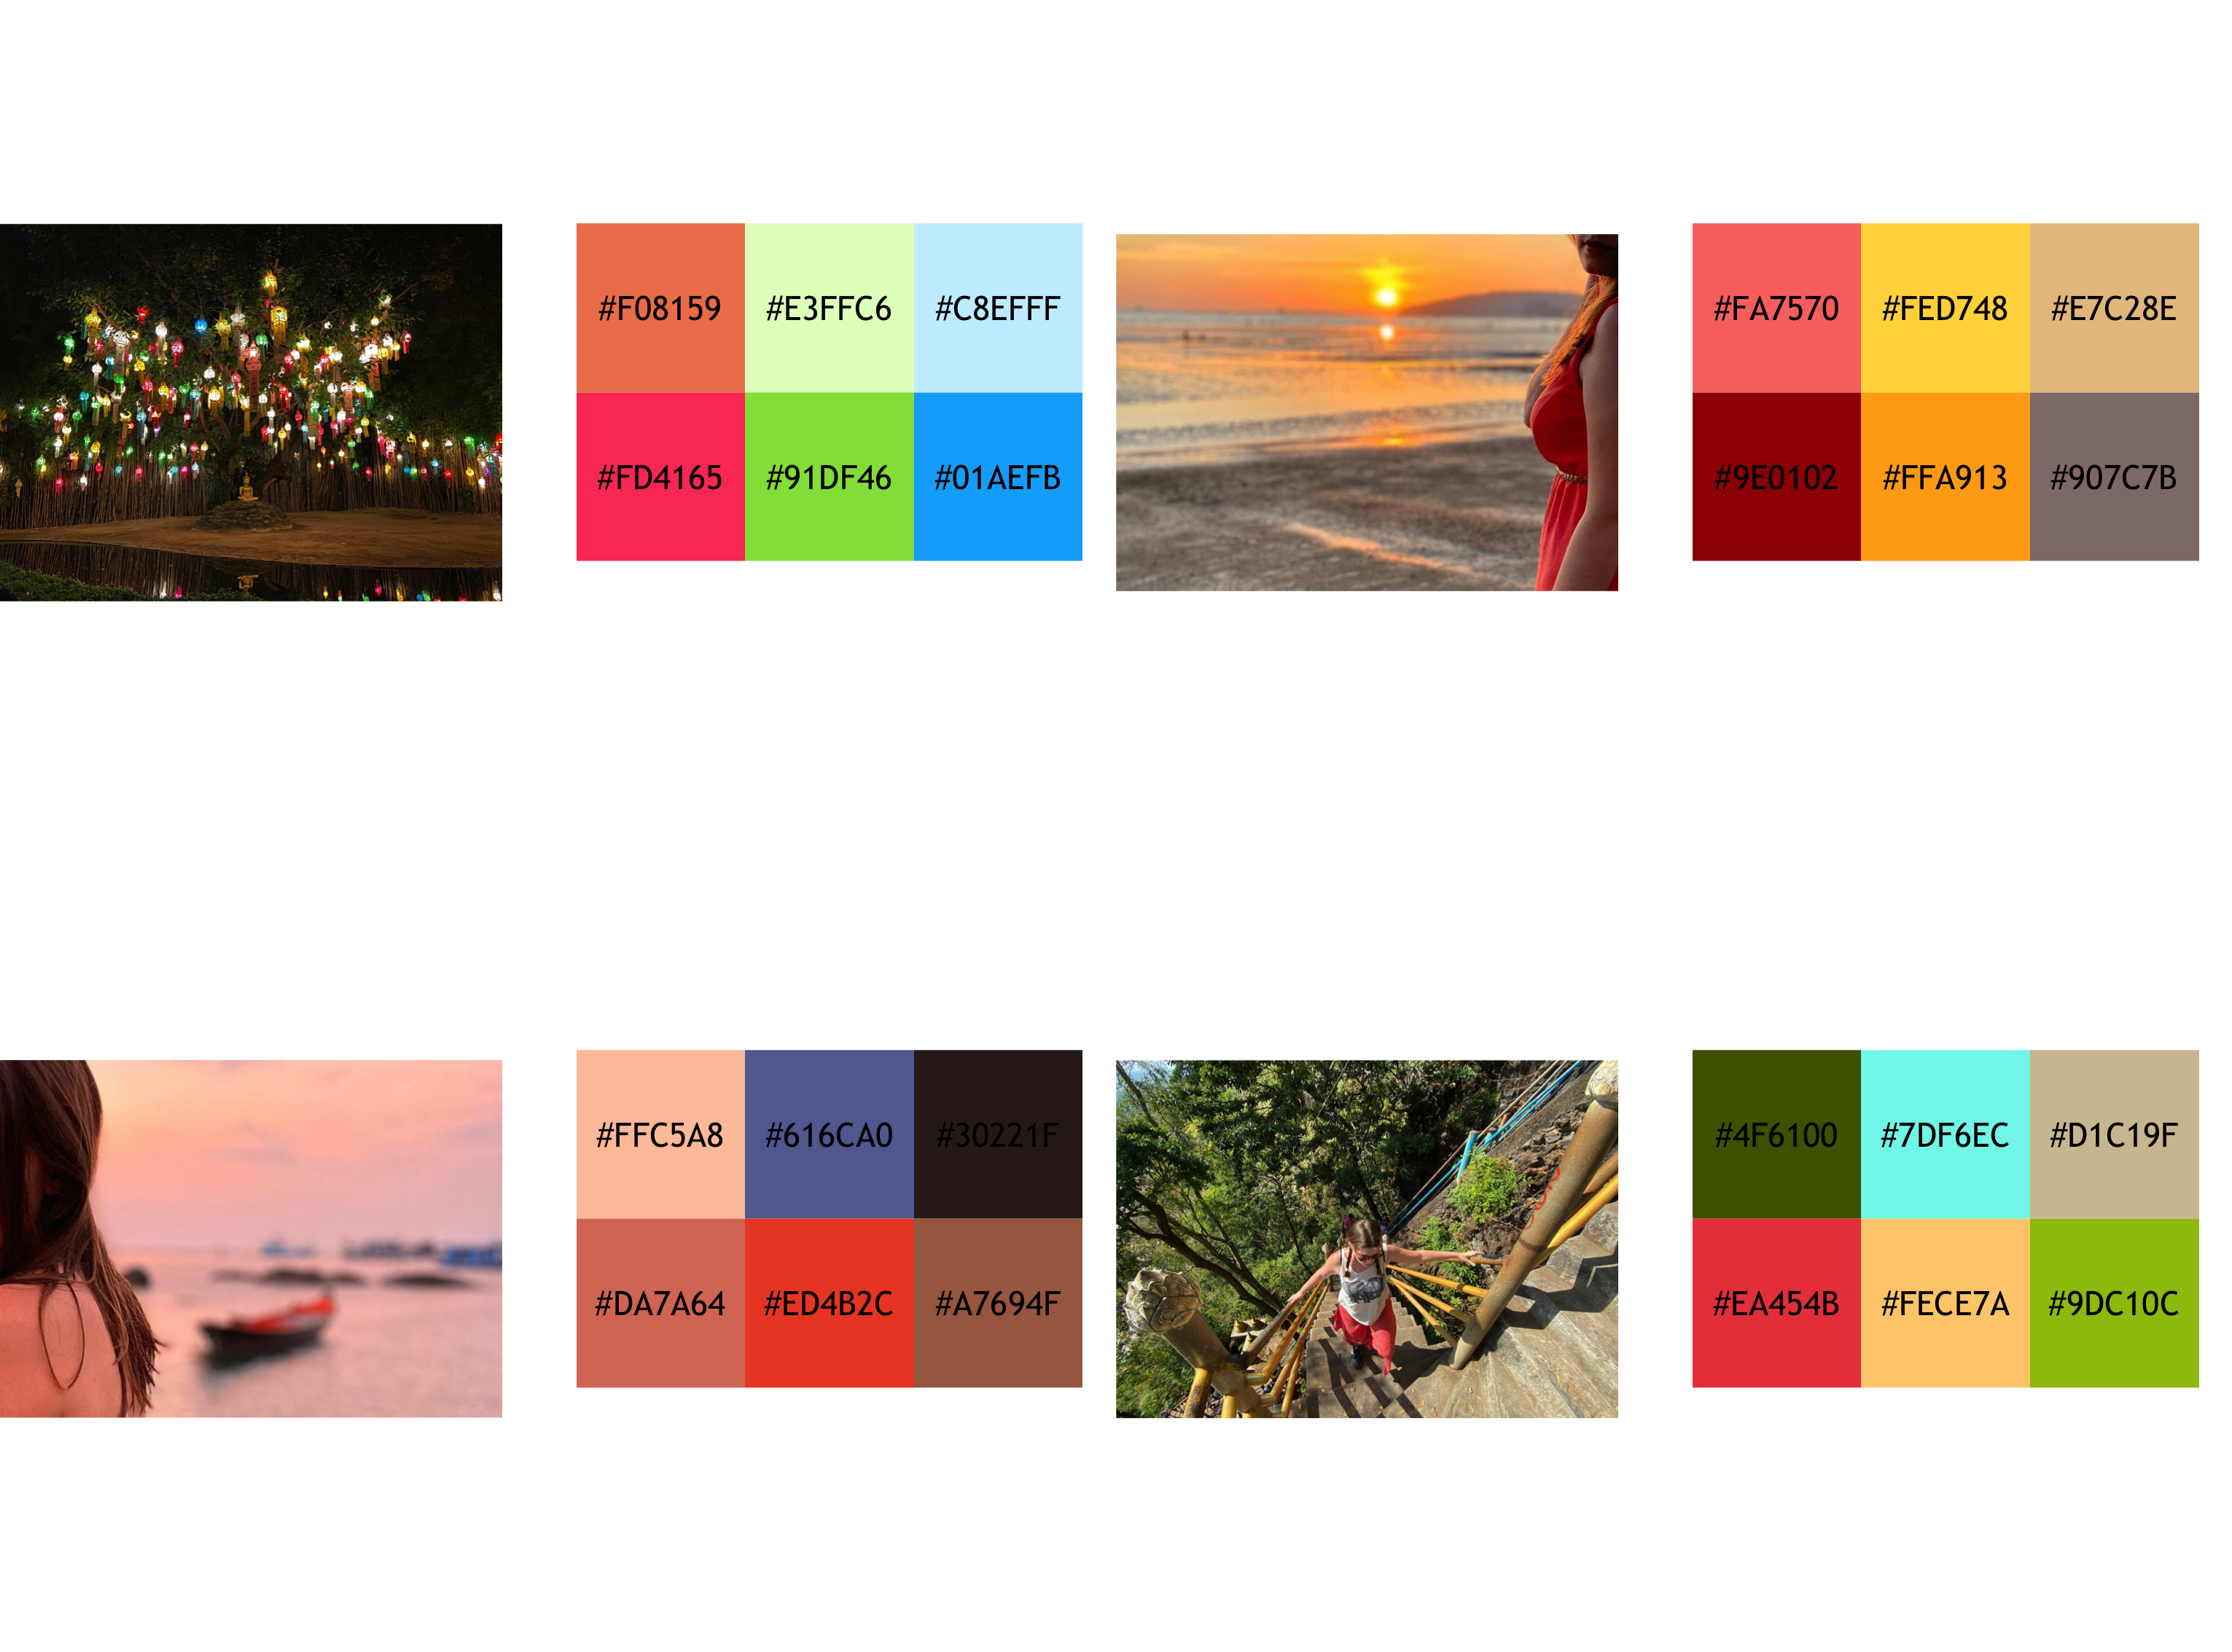 #F08159 #E3FFC6 #C8EFFF
#FD4165 #91DF46 #01AEFB
#FA7570 #FED748 #E7C28E
#9E0102 #FFA913 #907C7B
#FFC5A8 #616CA0 #30221F
#DA7A64 #ED4B2C #A7694F
#4F6100 #7DF6EC #D1C19F
#EA454B #FECE7A #9DC10C